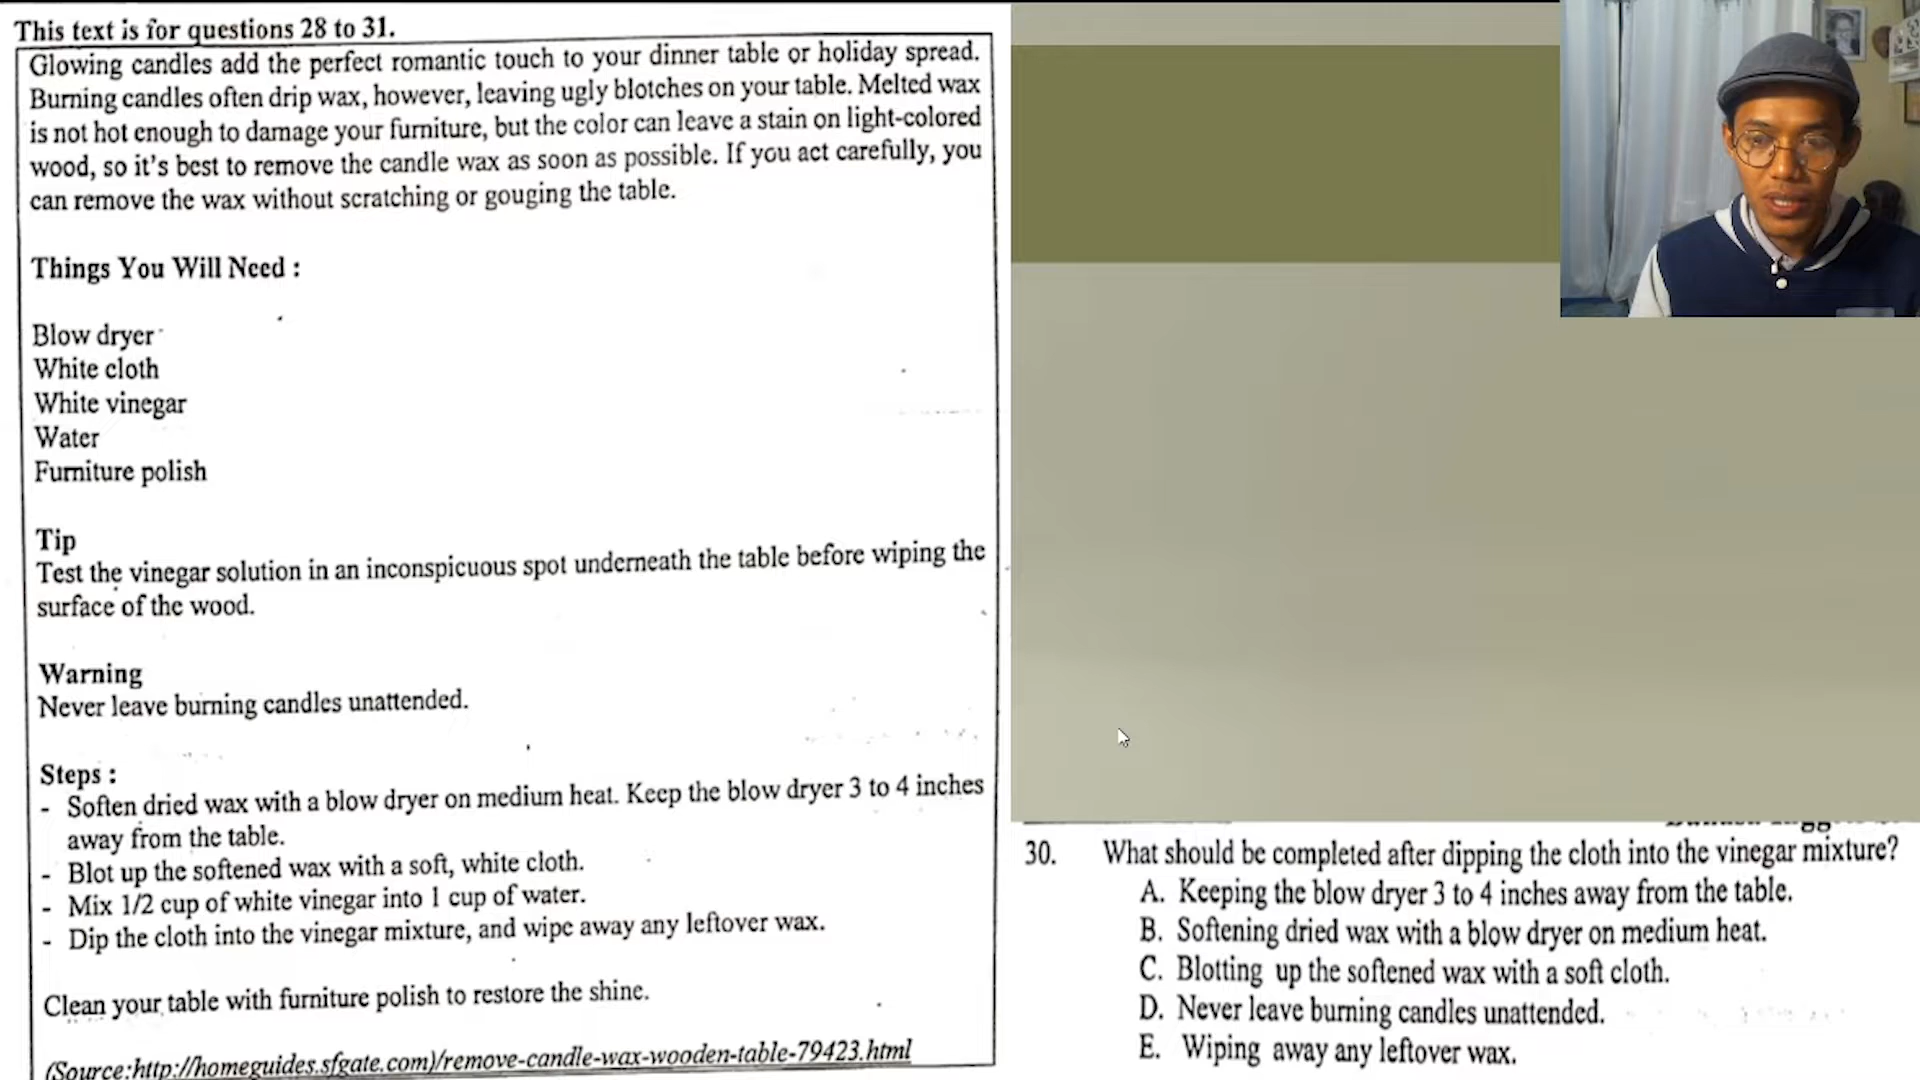 This text is for questions 28 to 31.
Glowing candles add the perfect romantic touch to your dinner table or holiday spread.
Burning candles often drip wax, however, leaving ugly blotches on your table. Melted wax
is not hot enough to damage your furniture, but the color can leave a stain on light-colored
wood, so it's best to remove the candle wax as soon as possible. If you act carefully, you
can remove the wax without scratching or gouging the table.
Things You Will Need :
Blow dryer
White cloth
White vinegar
Water
Furniture polish
Tip
Test the vinegar solution in an inconspicuous spot underneath the table before wiping the
surface of the wood.
Warning
Never leave burning candles unattended.
Steps :
- Soften dried wax with a blow dryer on medium heat. Keep the blow dryer 3 to 4 inches
away from the table.
- Blot up the softened wax with a soft, white cloth.
- Mix 1/2 cup of white vinegar into 1 cup of water.
- Dip the cloth into the vinegar mixture, and wipe away any leftover wax.
Clean your table with furniture polish to restore the shine.
(Source:http://homeguides.sfgate.com)/remove-candle-wax-wooden-table-79423.html
30. What should be completed after dipping the cloth into the vinegar mixture?
A. Keeping the blow dryer 3 to 4 inches away from the table.
B. Softening dried wax with a blow dryer on medium heat.
C. Blotting up the softened wax with a soft cloth.
D. Never leave burning candles unattended.
E. Wiping away any leftover wax.